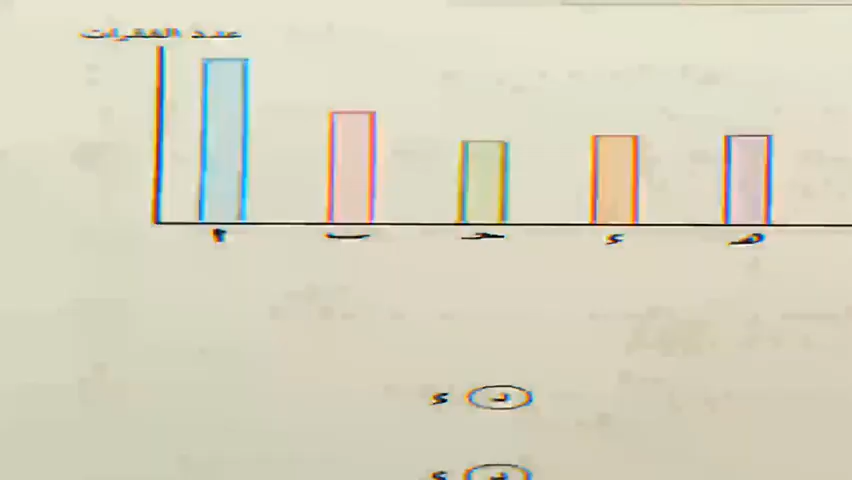 عدد الفقرات
أ ب جـ ء هـ
د ء
د ء